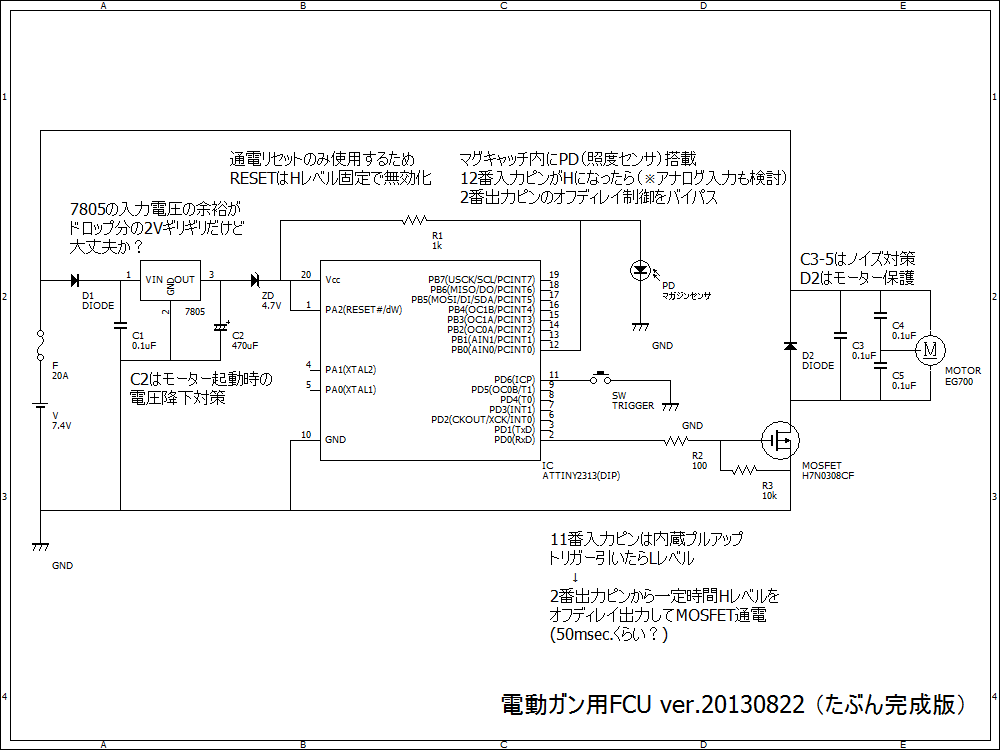 A B C D E
1 1
通電リセットのみ使用するため
RESETはHレベル固定で無効化
マグキャッチ内にPD（照度センサ）搭載
12番入力ピンがHになったら（※アナログ入力も検討）
2番出力ピンのオフディレイ制御をバイパス
7805の入力電圧の余裕が
ドロップ分の2Vギリギリだけど
大丈夫か？
R1
1k
C3-5はノイズ対策
D2はモーター保護
1 VIN OUT 3
GND
2 7805
D1
DIODE
ZD
4.7V
20 Vcc
1 PA2(RESET#/dW)
4 PA1(XTAL2)
5 PA0(XTAL1)
10 GND
PB7(USCK/SCL/PCINT7) 19
PB6(MISO/DO/PCINT6) 18
PB5(MOSI/DI/SDA/PCINT5) 17
PB4(OC1B/PCINT4) 16
PB3(OC1A/PCINT3) 15
PB2(OC0A/PCINT2) 14
PB1(AIN1/PCINT1) 13
PB0(AIN0/PCINT0) 12
PD6(ICP) 11
PD5(OC0B/T1) 9
PD4(T0) 8
PD3(INT1) 7
PD2(CKOUT/XCK/INT0) 6
PD1(TxD) 3
PD0(RxD) 2
IC
ATTINY2313(DIP)
PD
マガジンセンサ
GND
2 2
C1
0.1uF
C2
470uF
C2はモーター起動時の
電圧降下対策
F
20A
V
7.4V
SW
TRIGGER
GND
D2
DIODE
C3
0.1uF
C4
0.1uF
C5
0.1uF
M
MOTOR
EG700
R2
100
R3
10k
MOSFET
H7N0308CF
3 3
GND
11番入力ピンは内蔵プルアップ
トリガー引いたらLレベル
↓
2番出力ピンから一定時間Hレベルを
オフディレイ出力してMOSFET通電
(50msec.くらい？)
4 4
電動ガン用FCU ver.20130822 （たぶん完成版）
A B C D E